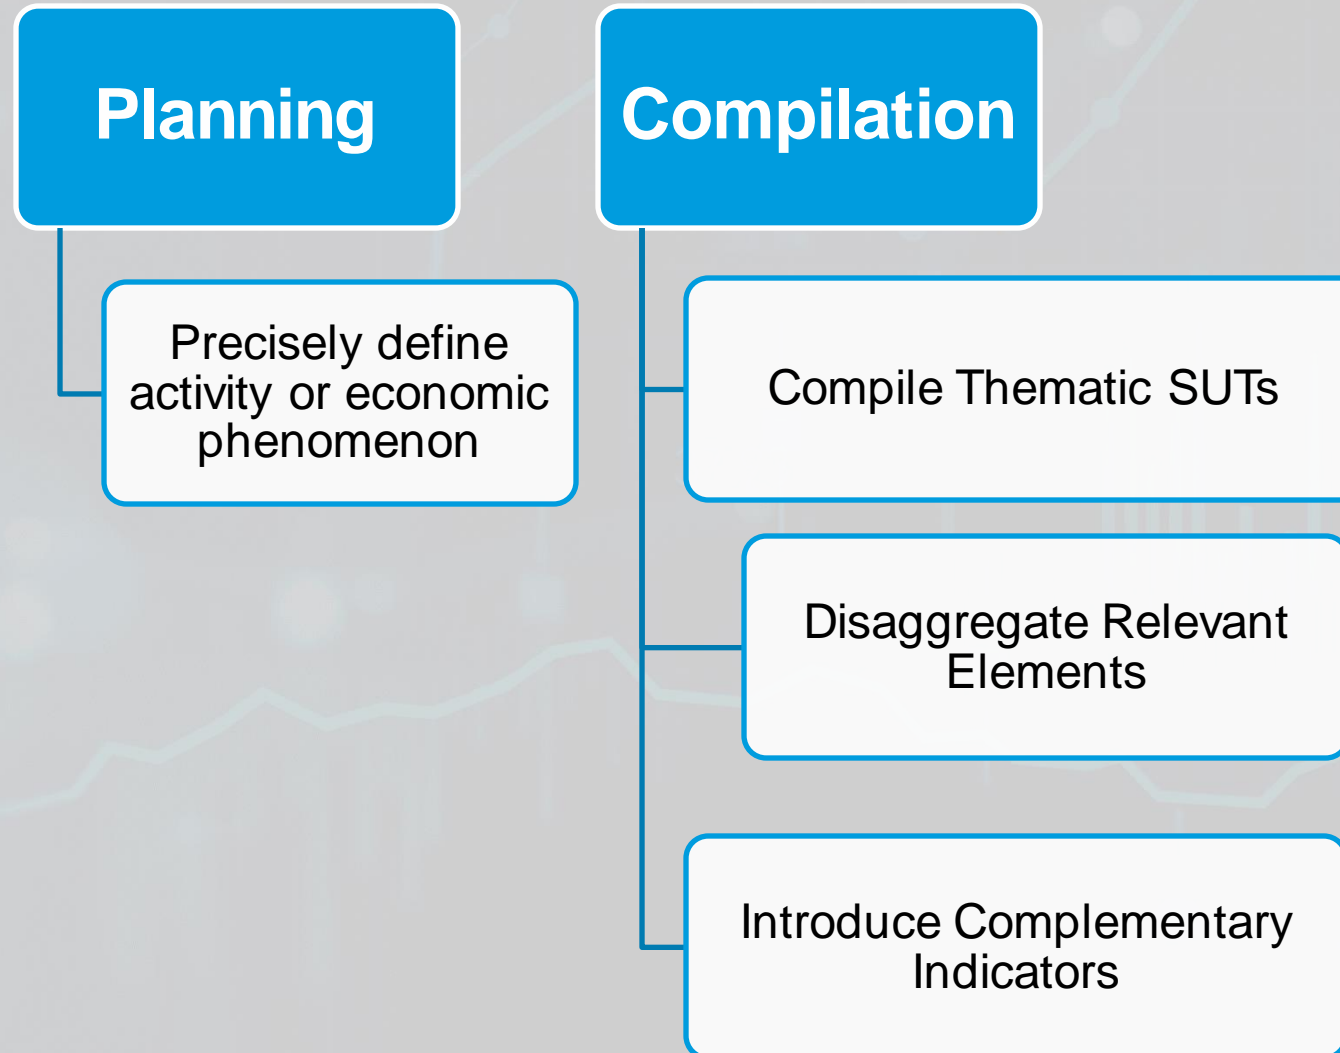 Planning
Precisely define
activity or economic
phenomenon
Compilation
Compile Thematic SUTs
Disaggregate Relevant
Elements
Introduce Complementary
Indicators